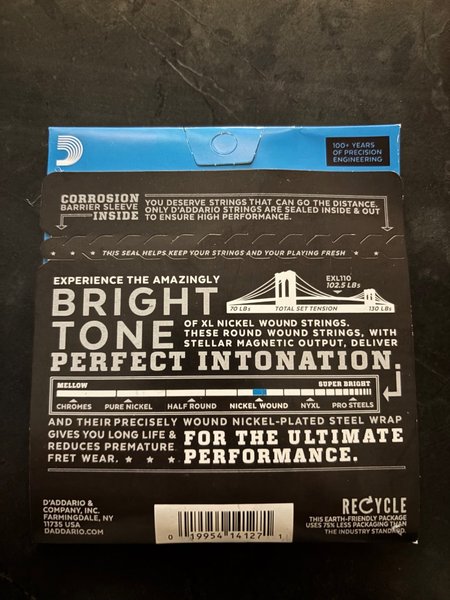 100+ YEARS
OF PRECISION
ENGINEERING
CORROSION
BARRIER SLEEVE
INSIDE
YOU DESERVE STRINGS THAT CAN GO THE DISTANCE.
ONLY D'ADDARIO STRINGS ARE SEALED INSIDE & OUT
TO ENSURE HIGH PERFORMANCE.
THIS SEAL HELPS KEEP YOUR STRINGS AND YOUR PLAYING FRESH
EXPERIENCE THE AMAZINGLY
BRIGHT
TONE
EXL110
102.5 LBs
70 LBs TOTAL SET TENSION 130 LBs
OF XL NICKEL WOUND STRINGS.
THESE ROUND WOUND STRINGS, WITH
STELLAR MAGNETIC OUTPUT, DELIVER
PERFECT INTONATION.
MELLOW SUPER BRIGHT
CHROMES PURE NICKEL HALF ROUND NICKEL WOUND NYXL PRO STEELS
AND THEIR PRECISELY WOUND NICKEL-PLATED STEEL WRAP
GIVES YOU LONG LIFE &
REDUCES PREMATURE
FRET WEAR.
FOR THE ULTIMATE
PERFORMANCE.
D'ADDARIO &
COMPANY, INC.
FARMINGDALE, NY
11735 USA
DADDARIO.COM
0 19954 14127 1
RECYCLE
THIS EARTH-FRIENDLY PACKAGE
USES 75% LESS PACKAGING THAN
THE INDUSTRY STANDARD.